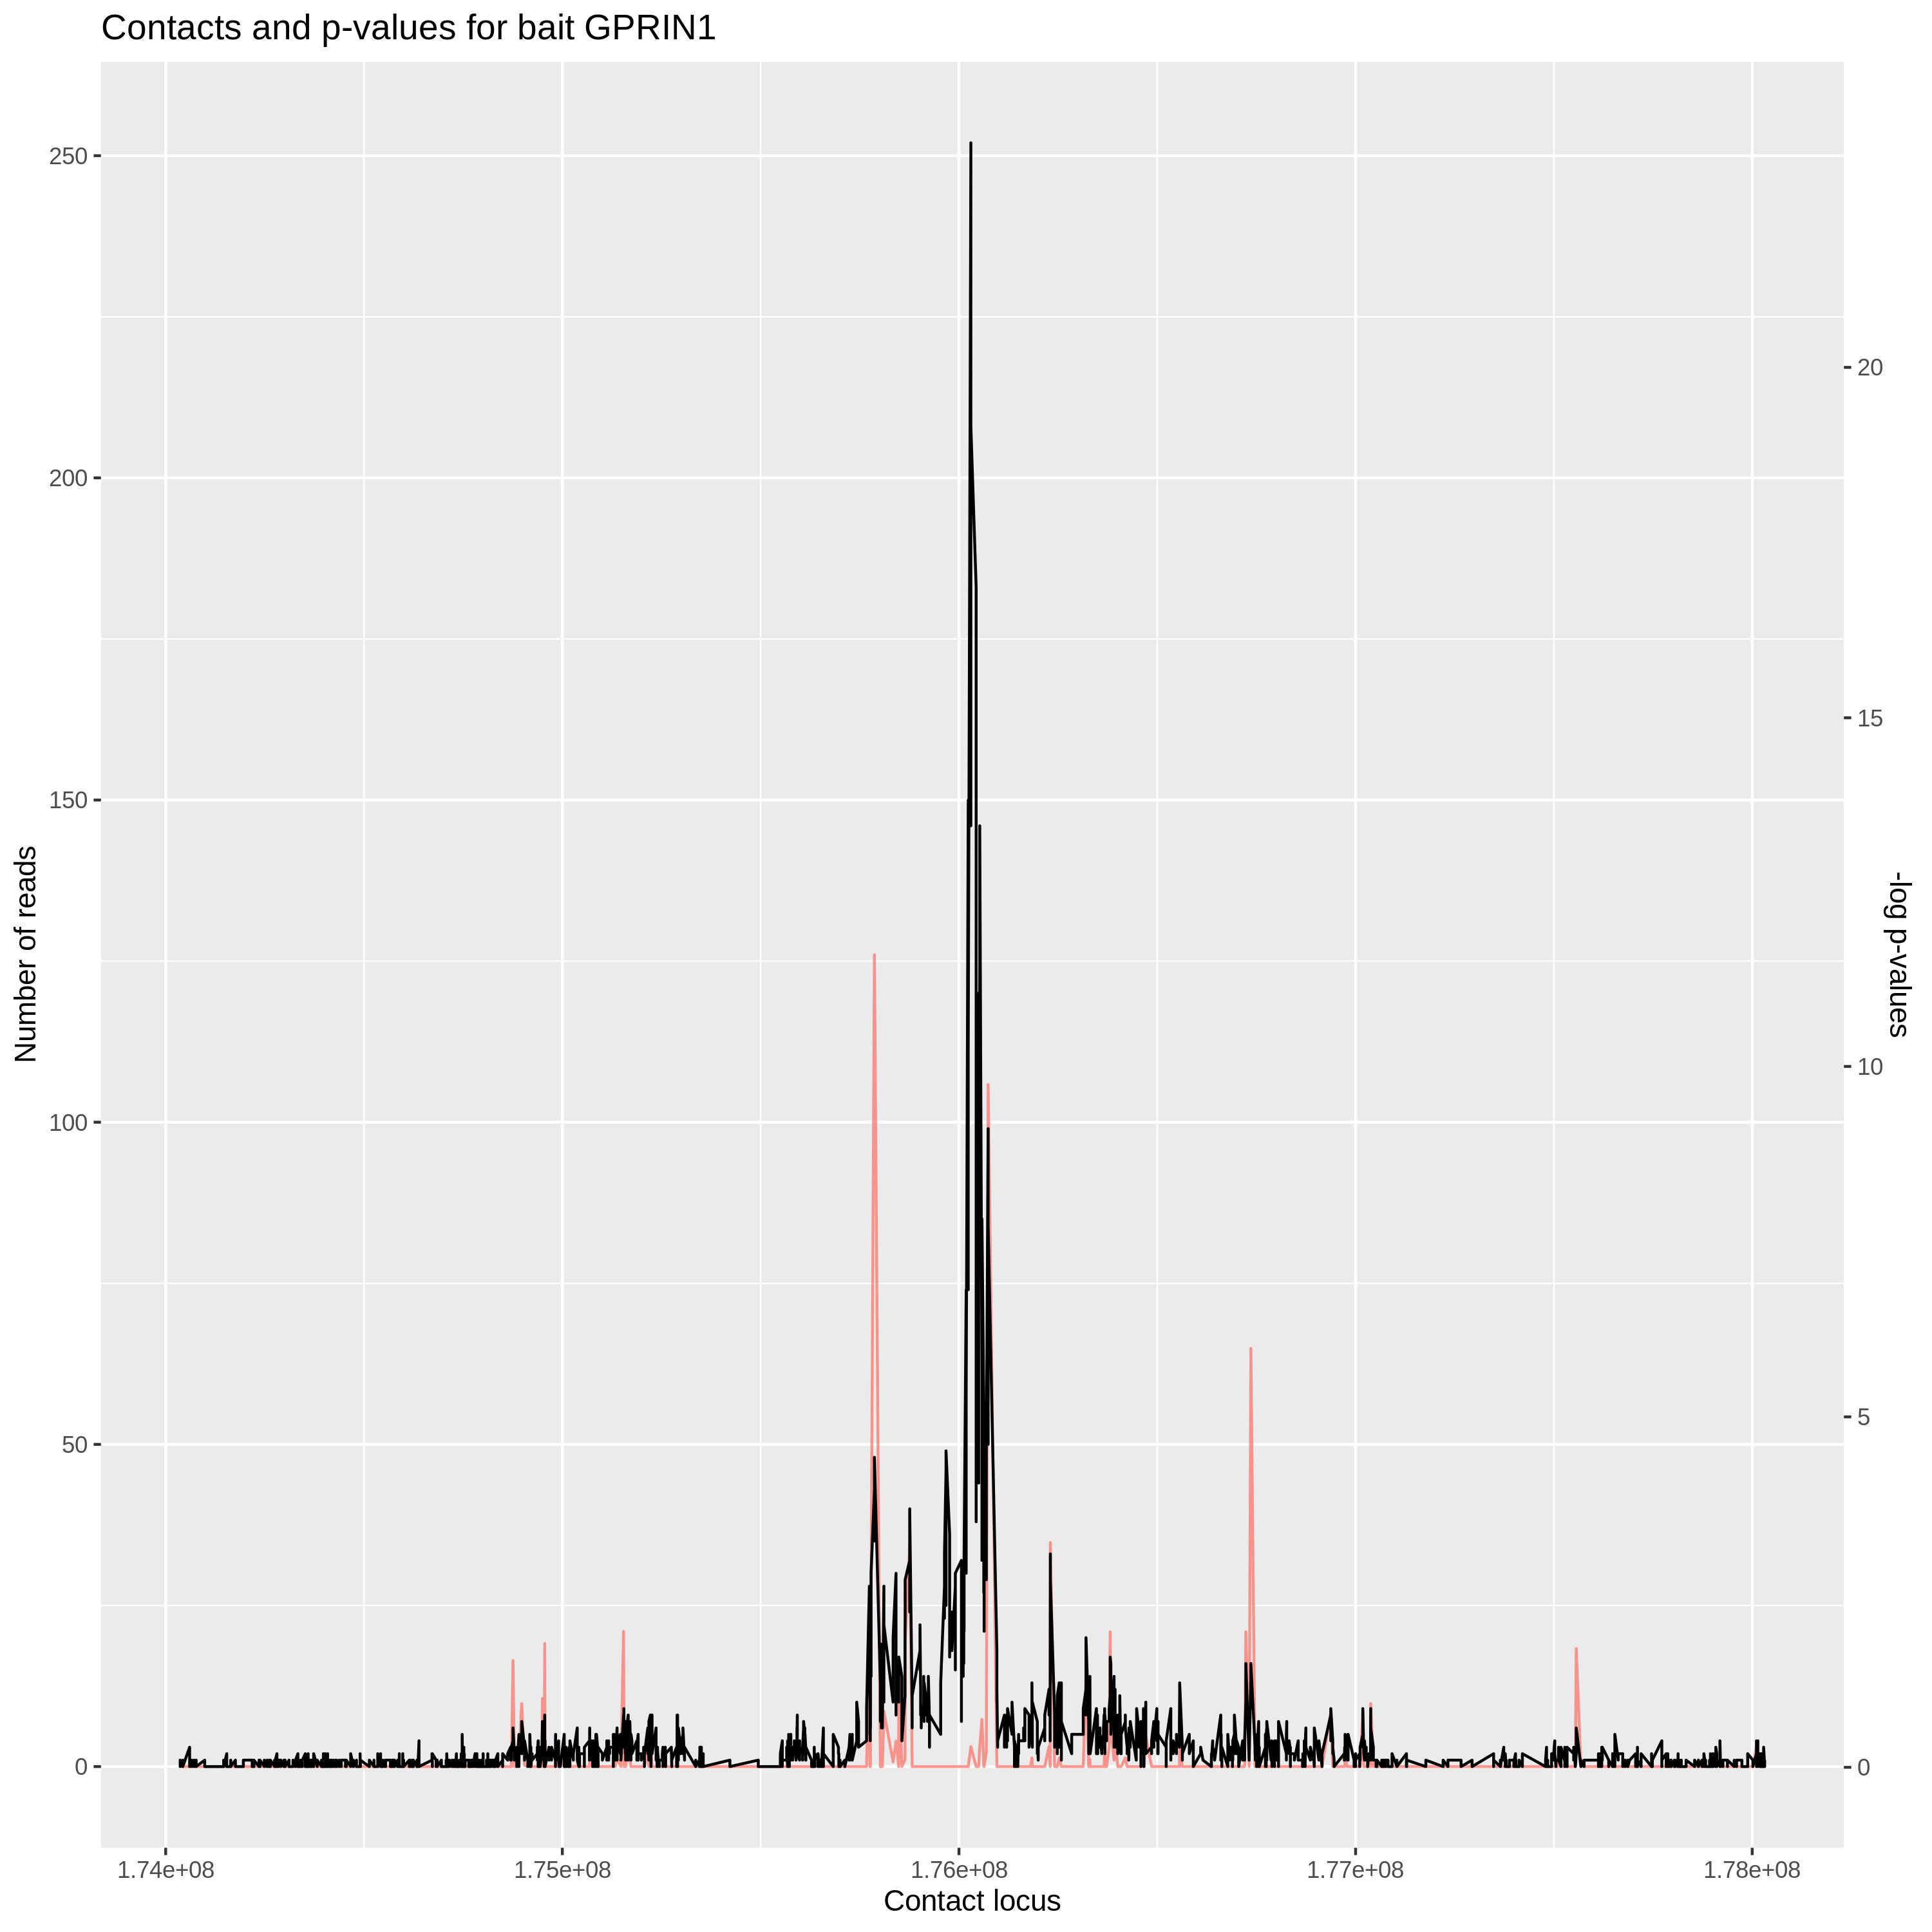 Contacts and p-values for bait GPRIN1
250
200
150
100
50
0
Number of reads
20
15
10
5
0
-log p-values
1.74e+08
1.75e+08
1.76e+08
1.77e+08
1.78e+08
Contact locus